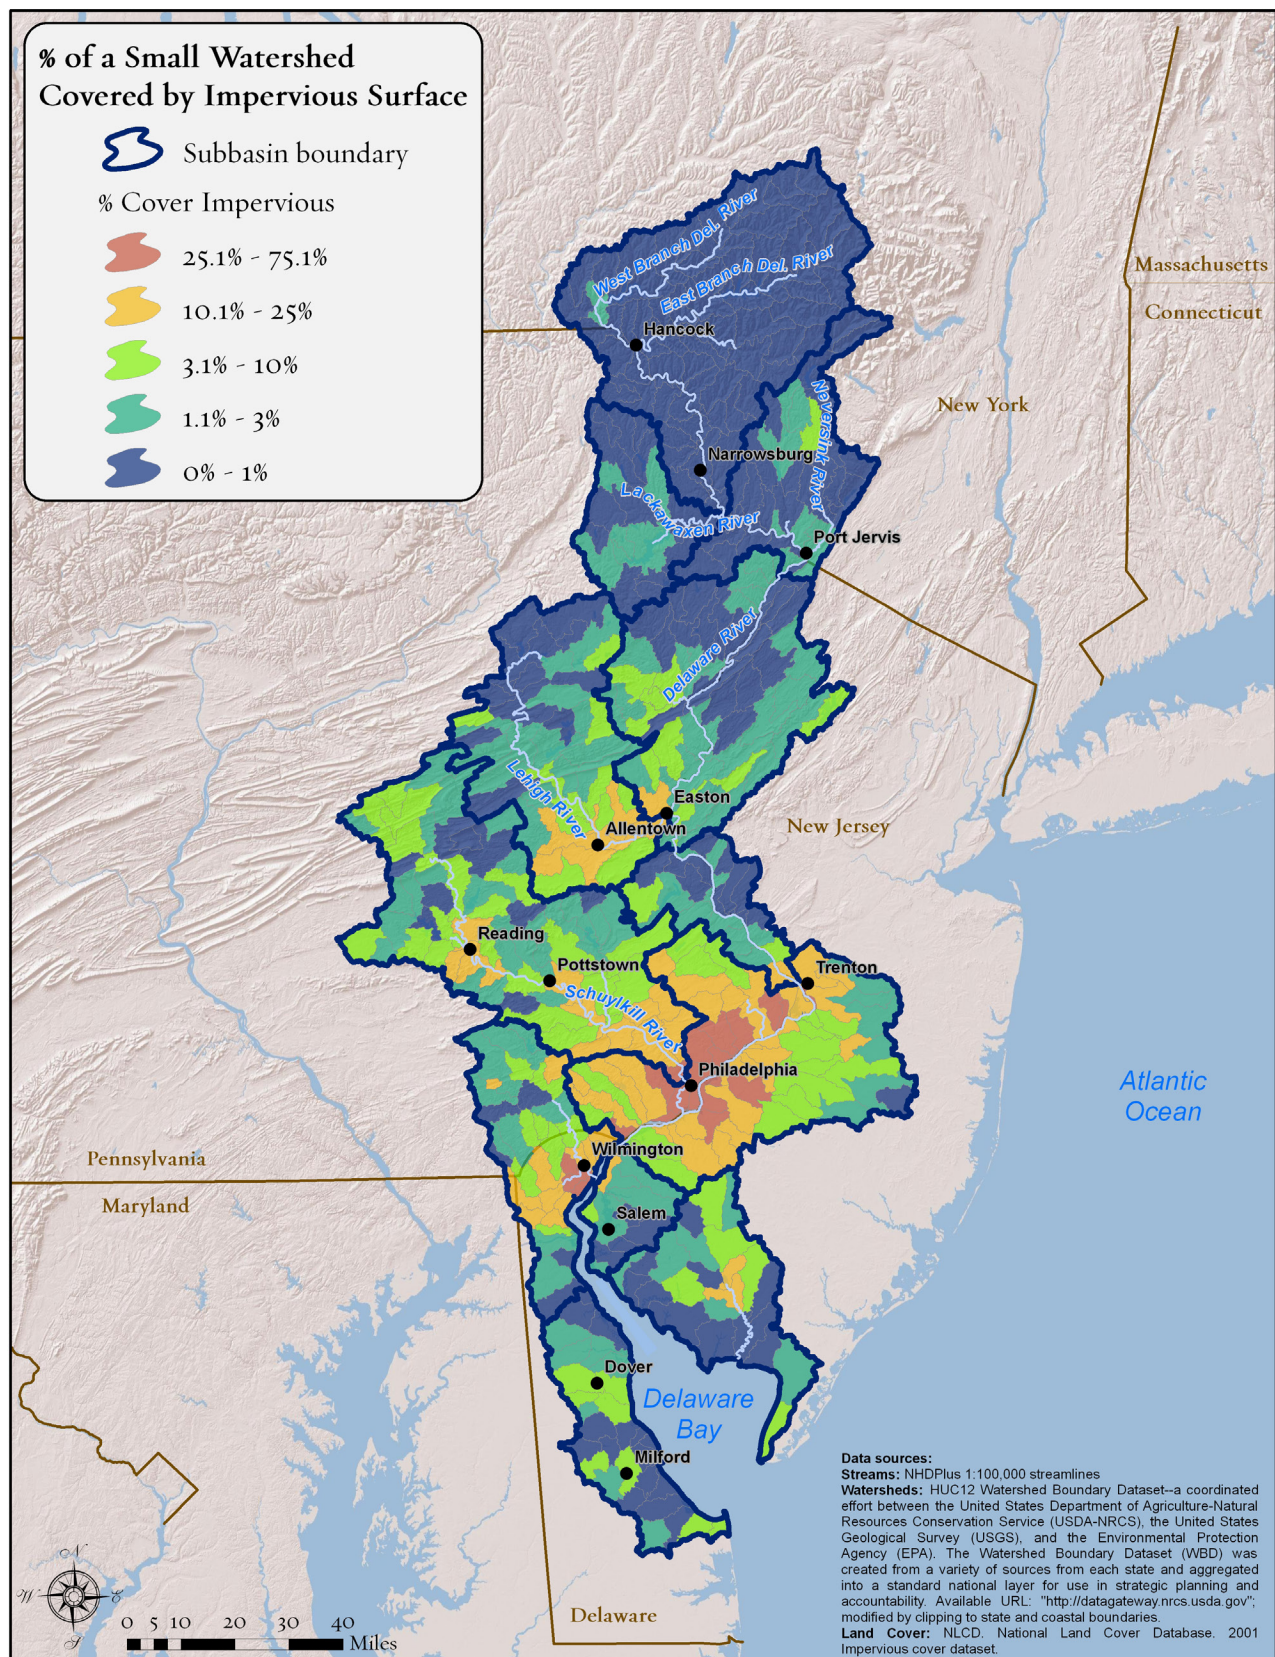 % of a Small Watershed
Covered by Impervious Surface
Subbasin boundary
% Cover Impervious
25.1% - 75.1%
10.1% - 25%
3.1% - 10%
1.1% - 3%
0% - 1%
West Branch Del. River
East Branch Del. River
Hancock
Massachusetts
Connecticut
New York
Neversink River
Narrowsburg
Lackawaxen River
Port Jervis
Delaware River
Lehigh River
Easton
Allentown
New Jersey
Reading
Pottstown
Trenton
Schuylkill River
Philadelphia
Atlantic
Ocean
Wilmington
Pennsylvania
Maryland
Salem
Dover
Delaware
Bay
Milford
Delaware
N
W
E
S
0 5 10 20 30 40
Miles
Data sources:
Streams: NHDPlus 1:100,000 streamlines
Watersheds: HUC12 Watershed Boundary Dataset--a coordinated
effort between the United States Department of Agriculture-Natural
Resources Conservation Service (USDA-NRCS), the United States
Geological Survey (USGS), and the Environmental Protection
Agency (EPA). The Watershed Boundary Dataset (WBD) was
created from a variety of sources from each state and aggregated
into a standard national layer for use in strategic planning and
accountability. Available URL: "http://datagateway.nrcs.usda.gov";
modified by clipping to state and coastal boundaries.
Land Cover: NLCD. National Land Cover Database. 2001
Impervious cover dataset.